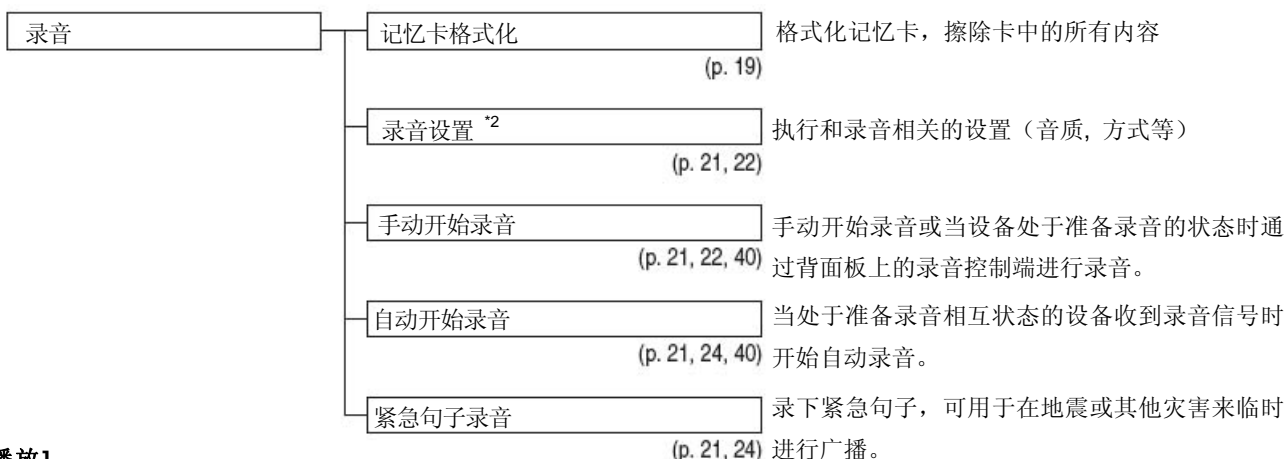 录音
记忆卡格式化
格式化记忆卡，擦除卡中的所有内容
(p. 19)
录音设置 *2
执行和录音相关的设置（音质, 方式等）
(p. 21, 22)
手动开始录音
手动开始录音或当设备处于准备录音的状态时通
(p. 21, 22, 40)
过背面板上的录音控制端进行录音。
自动开始录音
当处于准备录音相互状态的设备收到录音信号时
(p. 21, 24, 40)
开始自动录音。
紧急句子录音
录下紧急句子，可用于在地震或其他灾害来临时
(p. 21, 24)
进行广播。